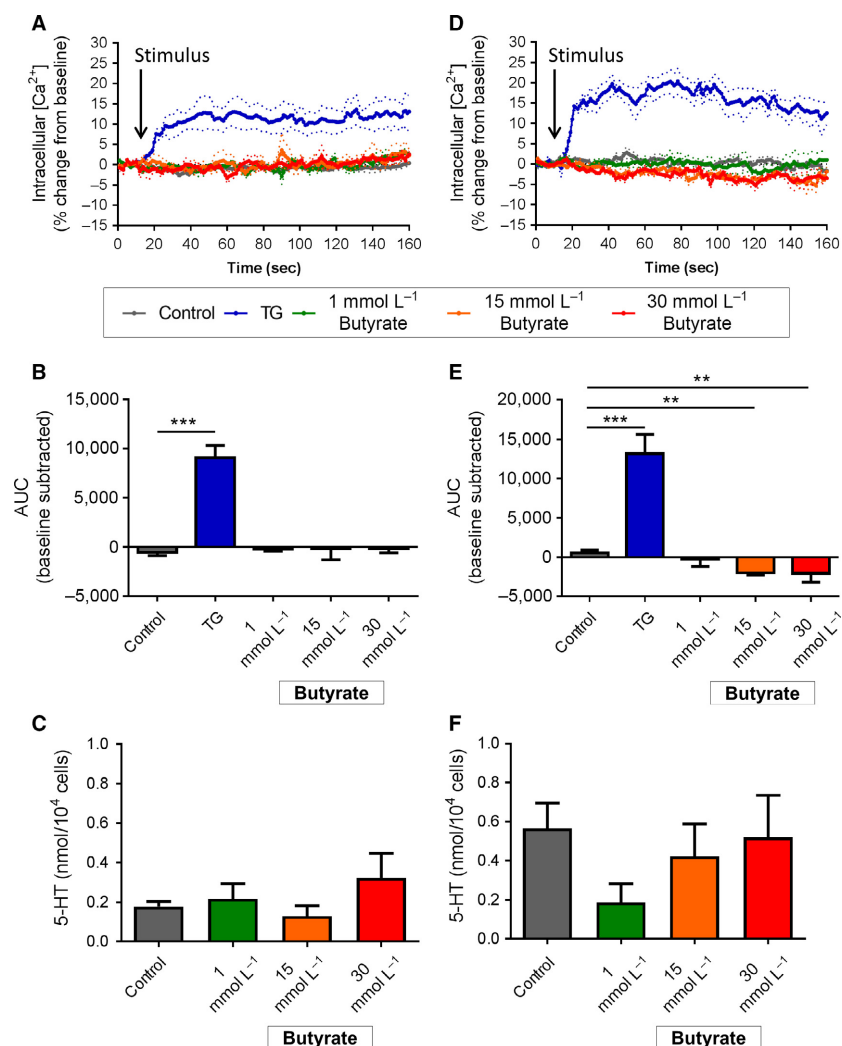 A
Stimulus
Intracellular [Ca2+]
(% change from baseline)
30
25
20
15
10
5
0
−5
−10
−15
0 20 40 60 80 100 120 140 160
Time (sec)
D
Stimulus
Intracellular [Ca2+]
(% change from baseline)
30
25
20
15
10
5
0
−5
−10
−15
0 20 40 60 80 100 120 140 160
Time (sec)
Control
TG
1 mmol L−1
Butyrate
15 mmol L−1
Butyrate
30 mmol L−1
Butyrate
B
AUC
(baseline subtracted)
15,000
10,000
5,000
0
−5,000
***
Control
TG
1
mmol L−1
15
mmol L−1
30
mmol L−1
Butyrate
E
AUC
(baseline subtracted)
20,000
15,000
10,000
5,000
0
−5,000
**
**
***
Control
TG
1
mmol L−1
15
mmol L−1
30
mmol L−1
Butyrate
C
5-HT (nmol/104 cells)
1.0
0.8
0.6
0.4
0.2
0.0
Control
1
mmol L−1
15
mmol L−1
30
mmol L−1
Butyrate
F
5-HT (nmol/104 cells)
1.0
0.8
0.6
0.4
0.2
0.0
Control
1
mmol L−1
15
mmol L−1
30
mmol L−1
Butyrate